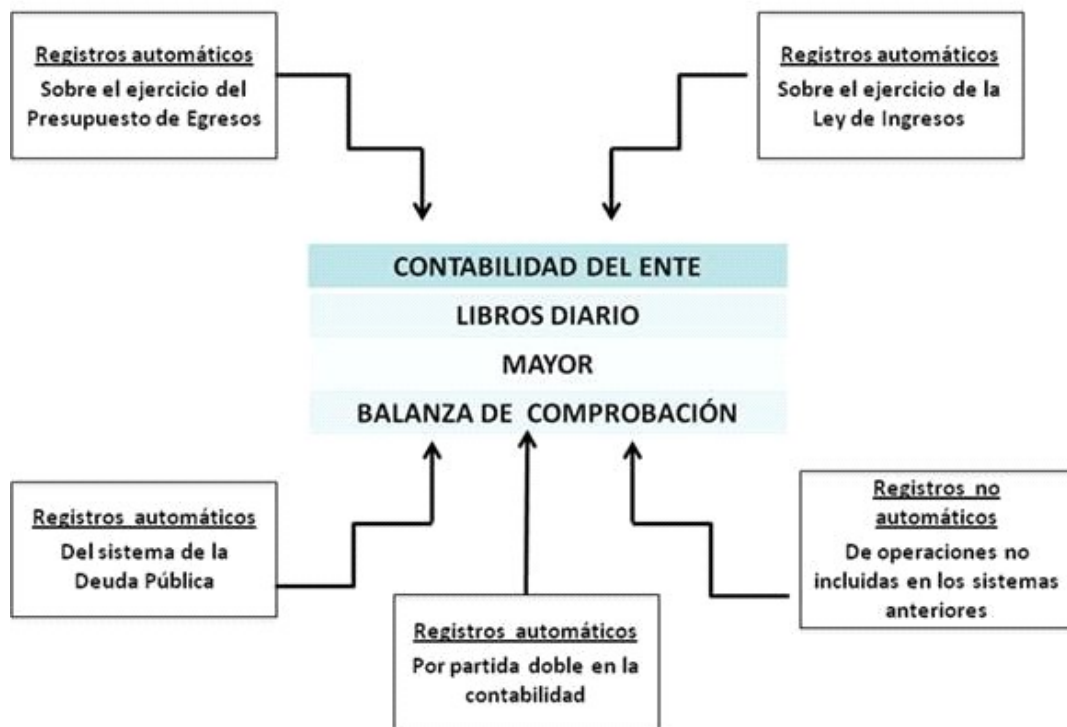 Registros automáticos
Sobre el ejercicio del
Presupuesto de Egresos
Registros automáticos
Sobre el ejercicio de la
Ley de Ingresos
CONTABILIDAD DEL ENTE
LIBROS DIARIO
MAYOR
BALANZA DE COMPROBACIÓN
Registros automáticos
Del sistema de la
Deuda Pública
Registros automáticos
Por partida doble en la
contabilidad
Registros no
automáticos
De operaciones no
incluidas en los sistemas
anteriores